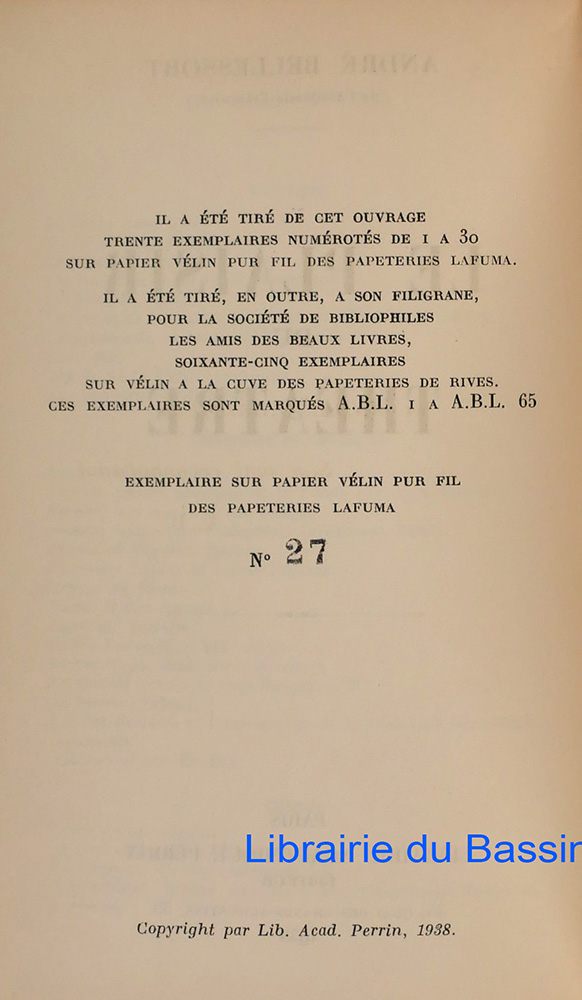 IL A ÉTÉ TIRÉ DE CET OUVRAGE
TRENTE EXEMPLAIRES NUMÉROTÉS DE 1 A 30
SUR PAPIER VÉLIN PUR FIL DES PAPETERIES LAFUMA.
IL A ÉTÉ TIRÉ, EN OUTRE, A SON FILIGRANE,
POUR LA SOCIÉTÉ DE BIBLIOPHILES
LES AMIS DES BEAUX LIVRES,
SOIXANTE-CINQ EXEMPLAIRES
SUR VÉLIN A LA CUVE DES PAPETERIES DE RIVES.
CES EXEMPLAIRES SONT MARQUÉS A.B.L. 1 A A.B.L. 65
EXEMPLAIRE SUR PAPIER VÉLIN PUR FIL
DES PAPETERIES LAFUMA
N° 27
Librairie du Bassin
Copyright par Lib. Acad. Perrin, 1938.